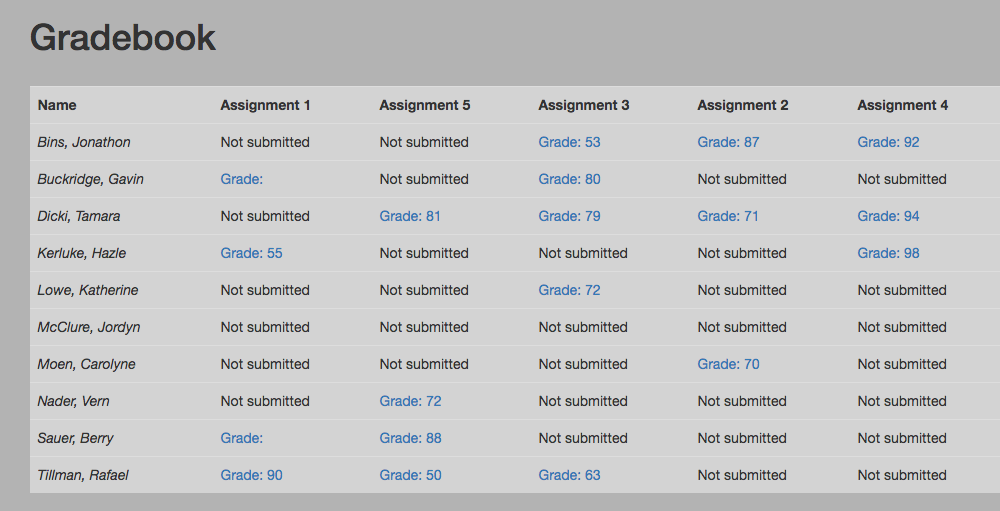 Gradebook
Name Assignment 1 Assignment 5 Assignment 3 Assignment 2 Assignment 4
Bins, Jonathon Not submitted Not submitted Grade: 53 Grade: 87 Grade: 92
Buckridge, Gavin Grade: Not submitted Grade: 80 Not submitted Not submitted
Dicki, Tamara Not submitted Grade: 81 Grade: 79 Grade: 71 Grade: 94
Kerluke, Hazle Grade: 55 Not submitted Not submitted Not submitted Grade: 98
Lowe, Katherine Not submitted Not submitted Grade: 72 Not submitted Not submitted
McClure, Jordyn Not submitted Not submitted Not submitted Not submitted Not submitted
Moen, Carolyne Not submitted Not submitted Not submitted Grade: 70 Not submitted
Nader, Vern Not submitted Grade: 72 Not submitted Not submitted Not submitted
Sauer, Berry Grade: Grade: 88 Not submitted Not submitted Not submitted
Tillman, Rafael Grade: 90 Grade: 50 Grade: 63 Not submitted Not submitted